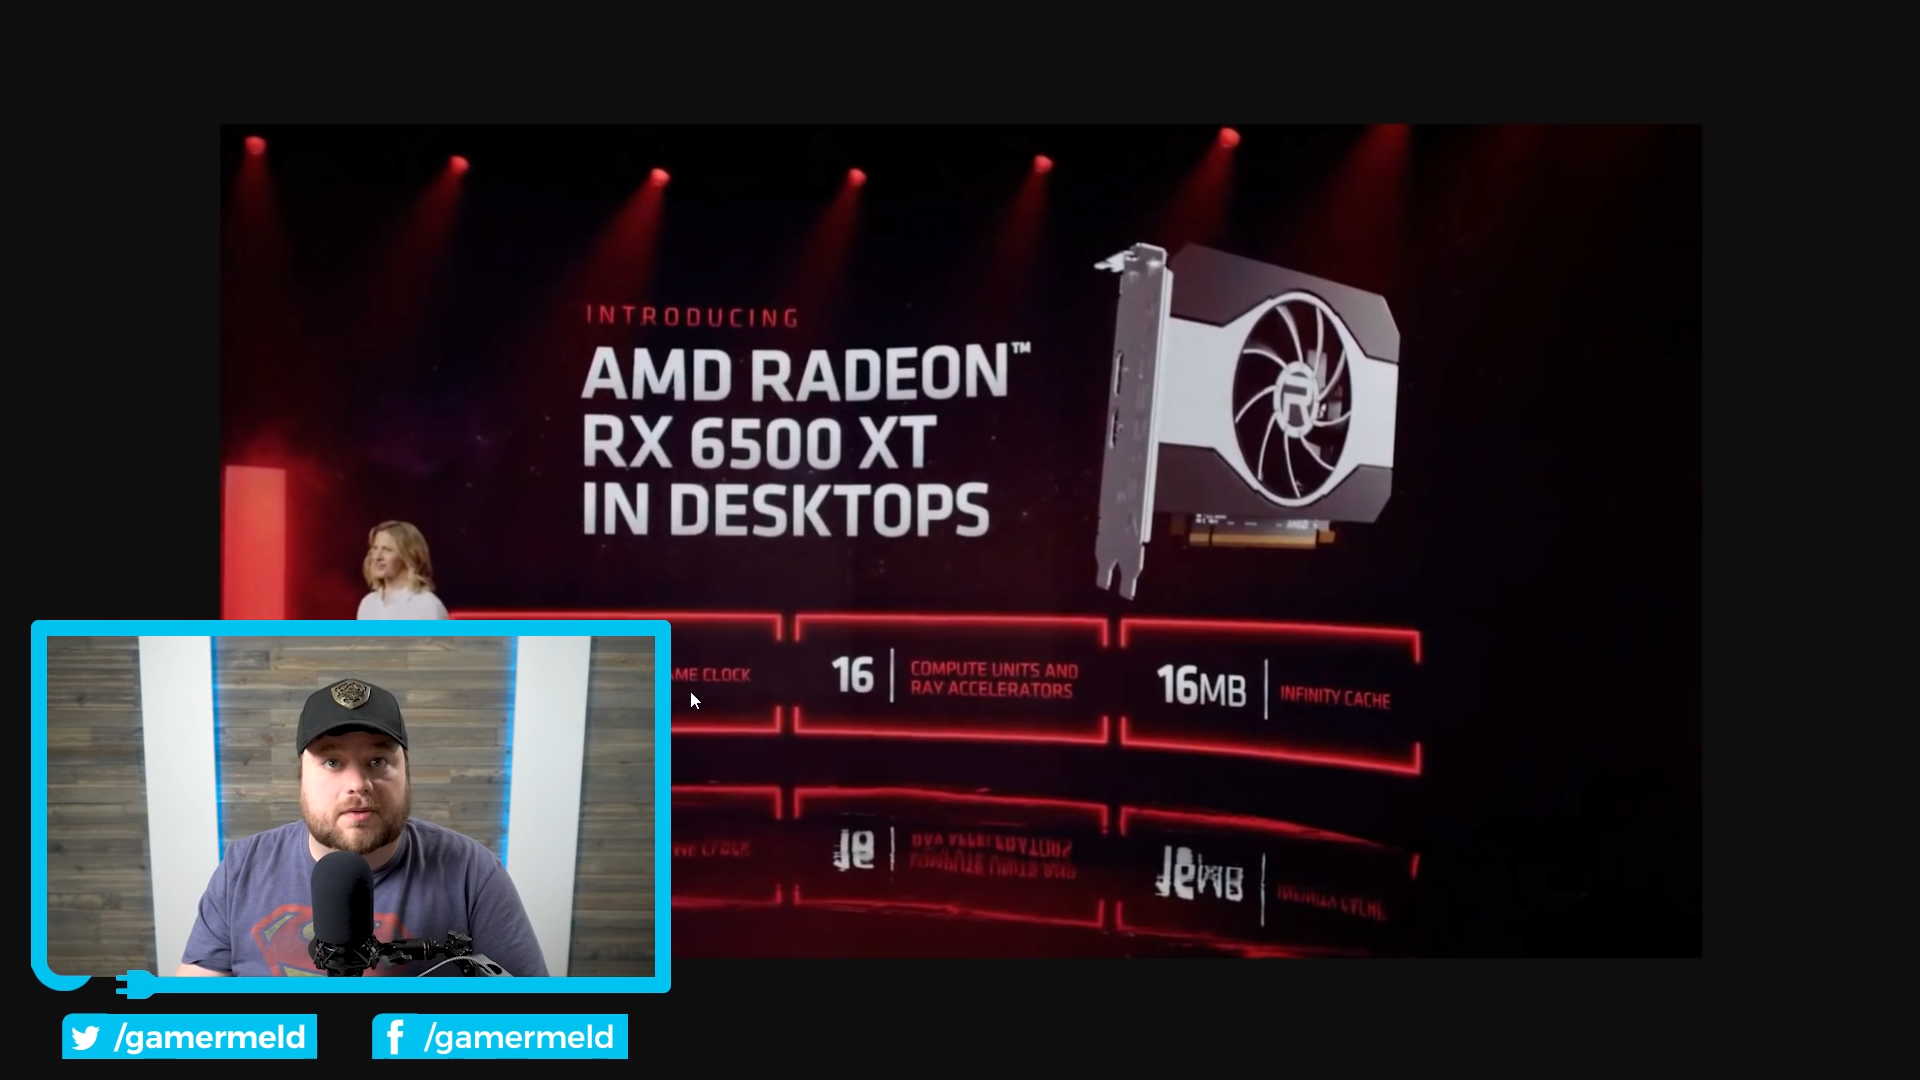 INTRODUCING
AMD RADEON™
RX 6500 XT
IN DESKTOPS
CLOCK
16
COMPUTE UNITS AND
RAY ACCELERATORS
16MB
INFINITY CACHE
R
/gamermeld
/gamermeld